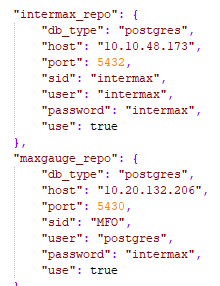 "intermax_repo": {
"db_type": "postgres",
"host": "10.10.48.173",
"port": 5432,
"sid": "intermax",
"user": "intermax",
"password": "intermax",
"use": true
},
"maxgauge_repo": {
"db_type": "postgres",
"host": "10.20.132.206",
"port": 5430,
"sid": "MFO",
"user": "postgres",
"password": "intermax",
"use": true
}